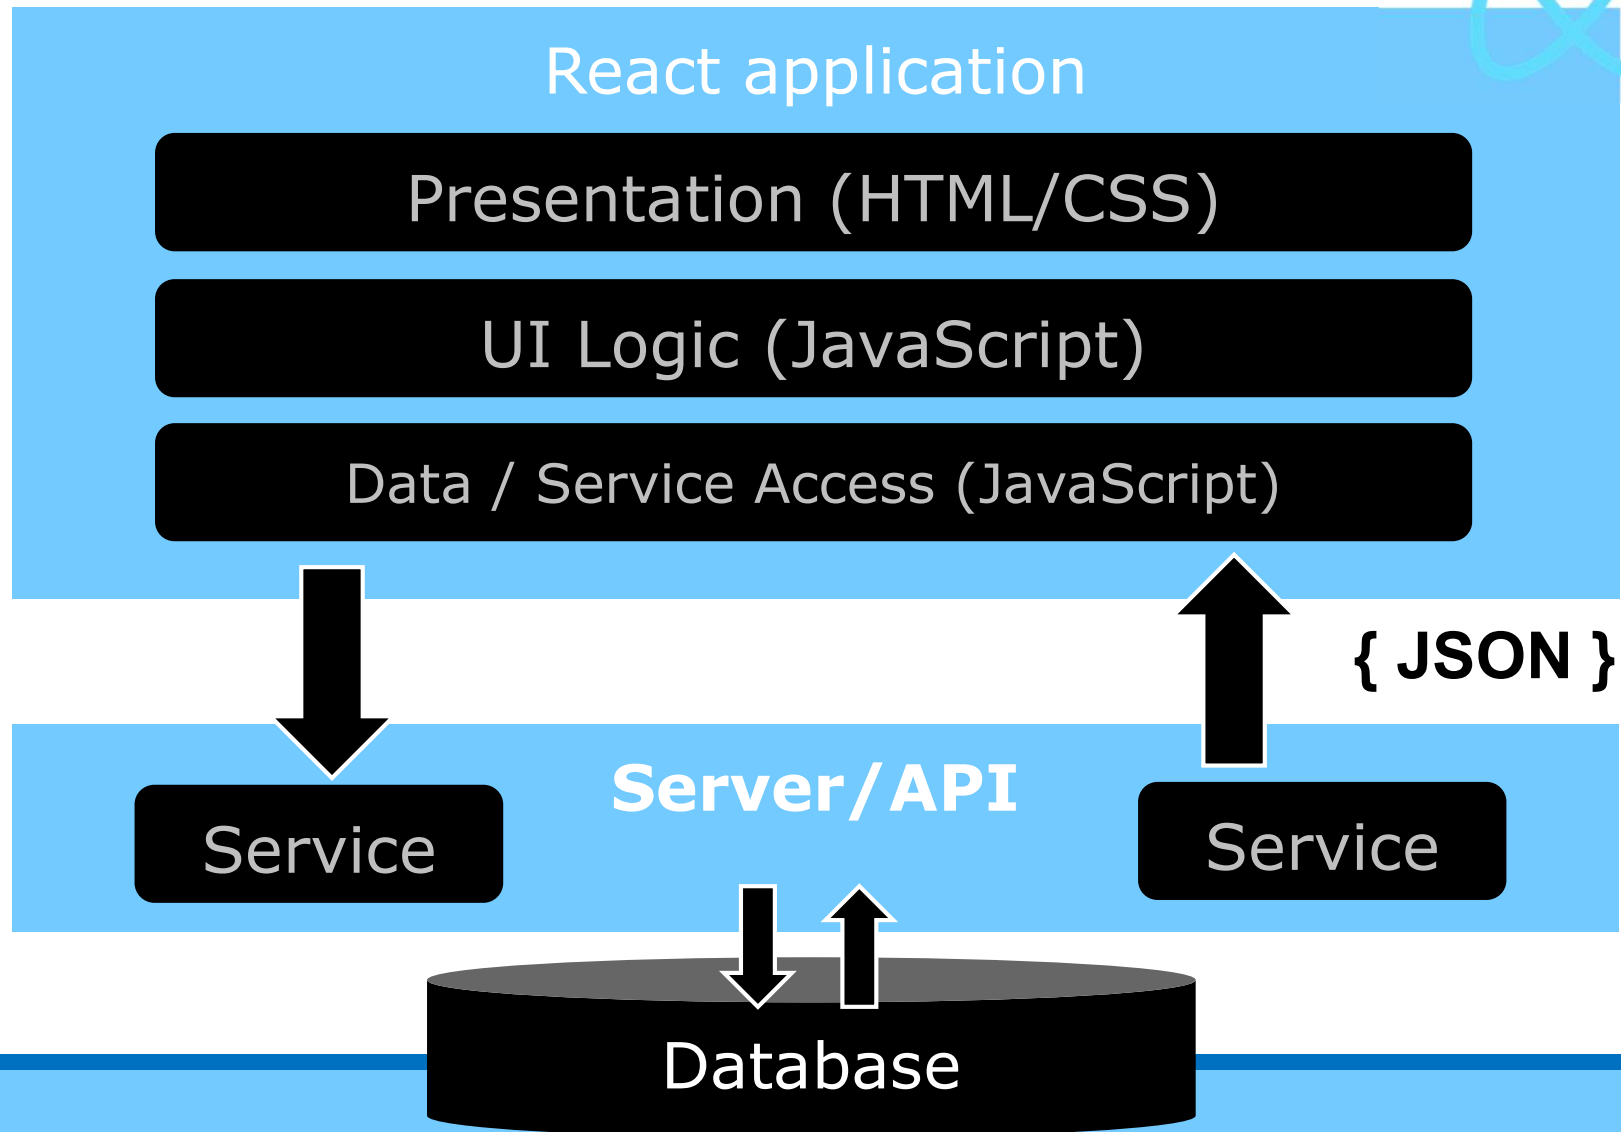 React application
Presentation (HTML/CSS)
UI Logic (JavaScript)
Data / Service Access (JavaScript)
{ JSON }
Server/API
Service
Service
Database